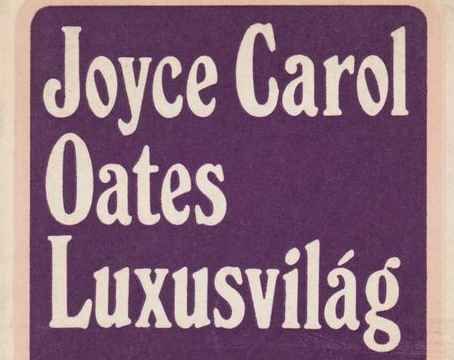 Joyce Carol
Oates
Luxusvilág